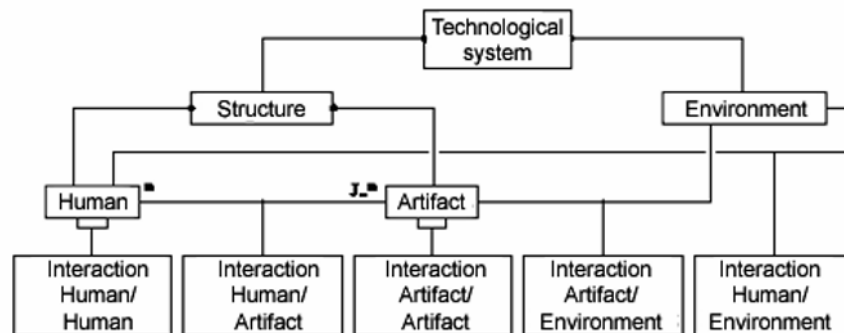 Technological
system
Structure
Environment
Human
Artifact
Interaction
Human/
Human
Interaction
Human/
Artifact
Interaction
Artifact/
Artifact
Interaction
Artifact/
Environment
Interaction
Human/
Environment